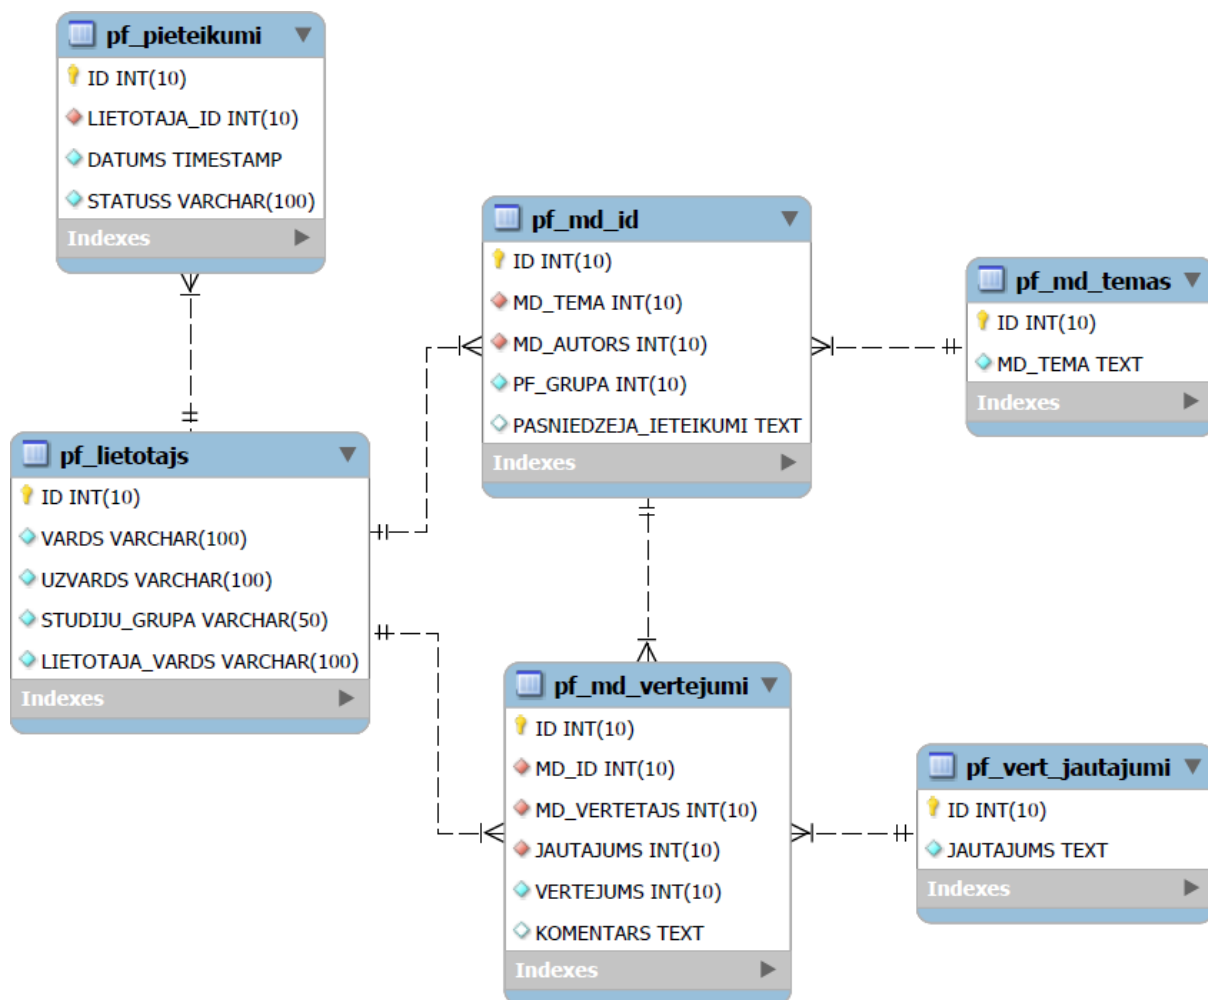 pf_pieteikumi
ID INT(10)
LIETOTAJA_ID INT(10)
DATUMS TIMESTAMP
STATUSS VARCHAR(100)
Indexes
pf_lietotajs
ID INT(10)
VARDS VARCHAR(100)
UZVARDS VARCHAR(100)
STUDIJU_GRUPA VARCHAR(50)
LIETOTAJA_VARDS VARCHAR(100)
Indexes
pf_md_id
ID INT(10)
MD_TEMA INT(10)
MD_AUTORS INT(10)
PF_GRUPA INT(10)
PASNIEDZEJA_IETEIKUMI TEXT
Indexes
pf_md_temas
ID INT(10)
MD_TEMA TEXT
Indexes
pf_md_vertejumi
ID INT(10)
MD_ID INT(10)
MD_VERTETAJS INT(10)
JAUTAJUMS INT(10)
VERTEJUMS INT(10)
KOMENTARS TEXT
Indexes
pf_vert_jautajumi
ID INT(10)
JAUTAJUMS TEXT
Indexes